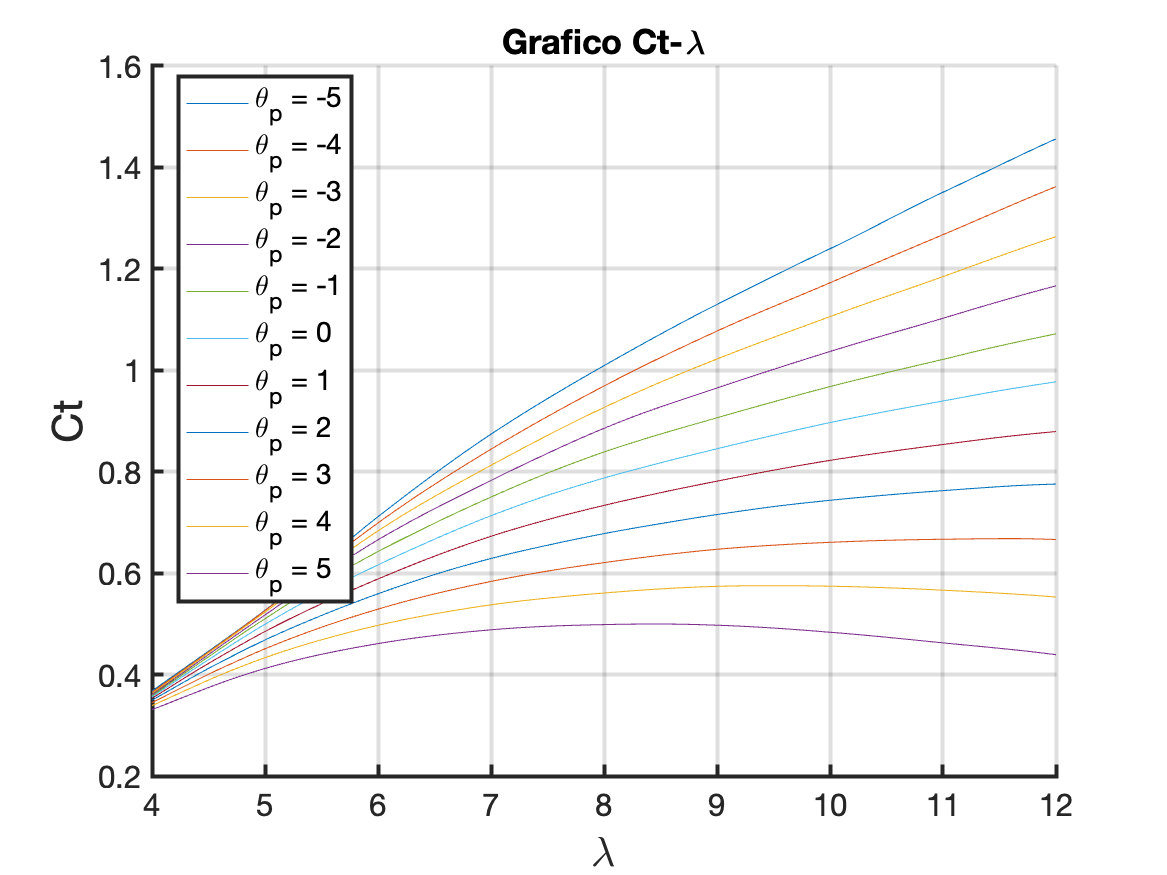 Grafico Ct-λ
1.6
1.4
1.2
1
0.8
0.6
0.4
0.2
Ct
θp = -5
θp = -4
θp = -3
θp = -2
θp = -1
θp = 0
θp = 1
θp = 2
θp = 3
θp = 4
θp = 5
4 5 6 7 8 9 10 11 12
λ